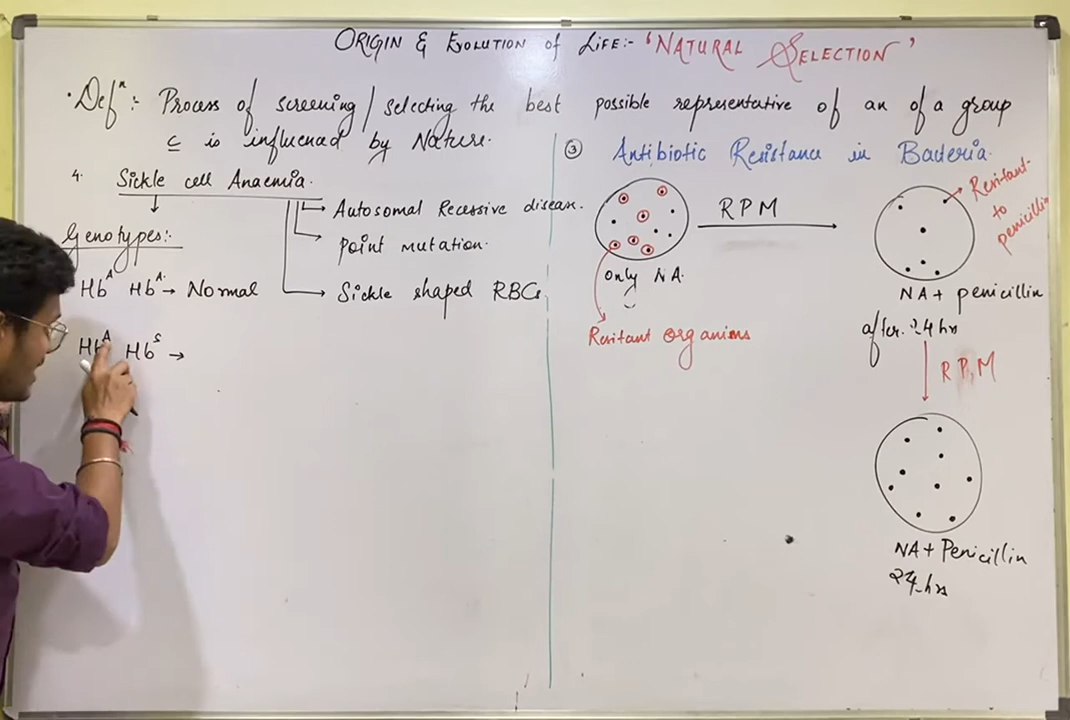 ORIGIN & EVOLUTION of LiFE:- 'NATURAL SELECTION'
• Defⁿ:- Process of screening/selecting the best possible representative of an of a group
c̲ is influenced by Nature.
4. Sickle cell Anaemia.
Autosomal Recessive disease.
Point mutation.
Sickle shaped RBCs
Genotypes:-
Hbᴬ Hbᴬ → Normal
Hbᴬ Hbˢ →
③ Antibiotic Resistance in Bacteria.
RPM
Only NA.
Resitant organisms
Resitant to penicillin
NA + penicillin
after 24 hrs
RPM
NA + Penicillin
24 hrs